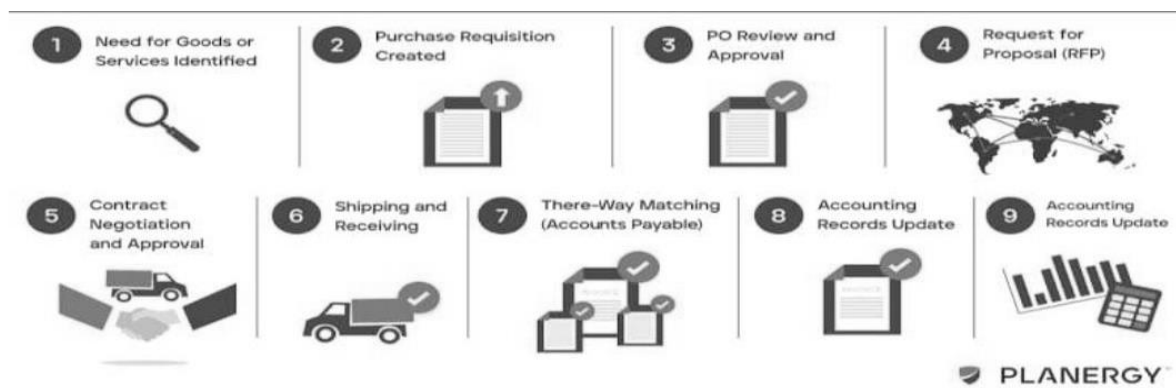 1
Need for Goods or
Services Identified
2
Purchase Requisition
Created
3
PO Review and
Approval
4
Request for
Proposal (RFP)
5
Contract
Negotiation
and Approval
6
Shipping and
Receiving
7
There-Way Matching
(Accounts Payable)
8
Accounting
Records Update
9
Accounting
Records Update
PLANERGY